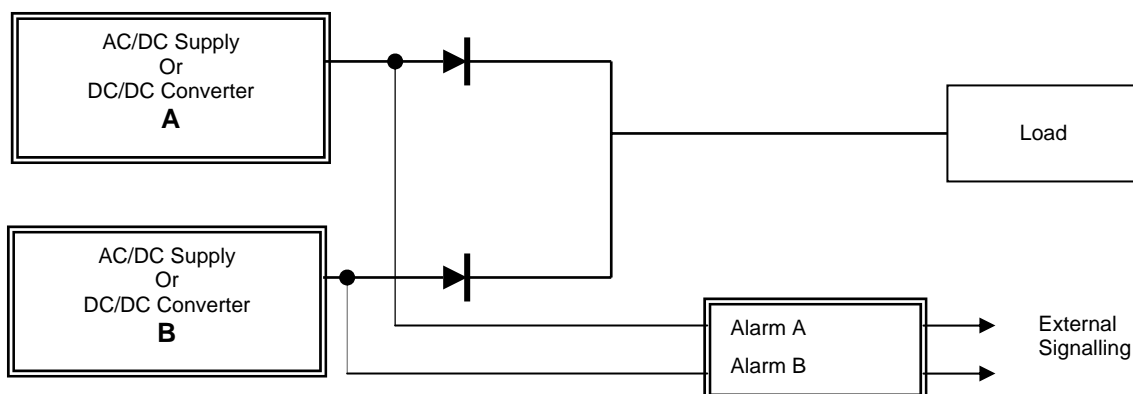 AC/DC Supply
Or
DC/DC Converter
A
Load
AC/DC Supply
Or
DC/DC Converter
B
Alarm A
Alarm B
External
Signalling